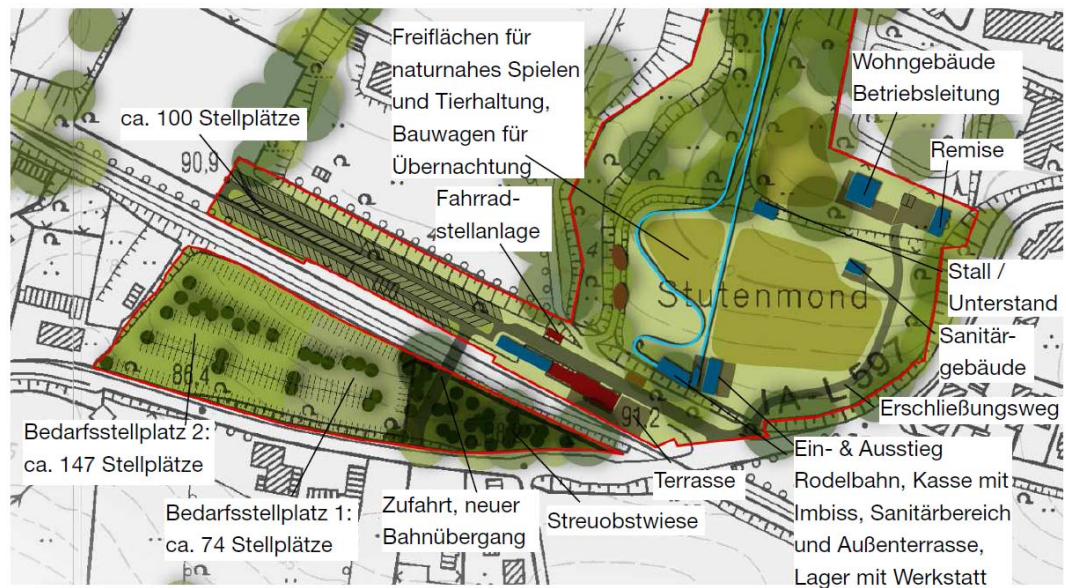 Freiflächen für
naturnahes Spielen
und Tierhaltung,
Bauwagen für
Übernachtung
Wohngebäude
Betriebsleitung
ca. 100 Stellplätze
90,9
Remise
Fahrrad-
stellanlage
Stall /
Unterstand
Stutenmond
Sanitär-
gebäude
86,4
91,2
IA-L 597
Erschließungsweg
Bedarfsstellplatz 2:
ca. 147 Stellplätze
Bedarfsstellplatz 1:
ca. 74 Stellplätze
Zufahrt, neuer
Bahnübergang
Streuobstwiese
Terrasse
Ein- & Ausstieg
Rodelbahn, Kasse mit
Imbiss, Sanitärbereich
und Außenterrasse,
Lager mit Werkstatt